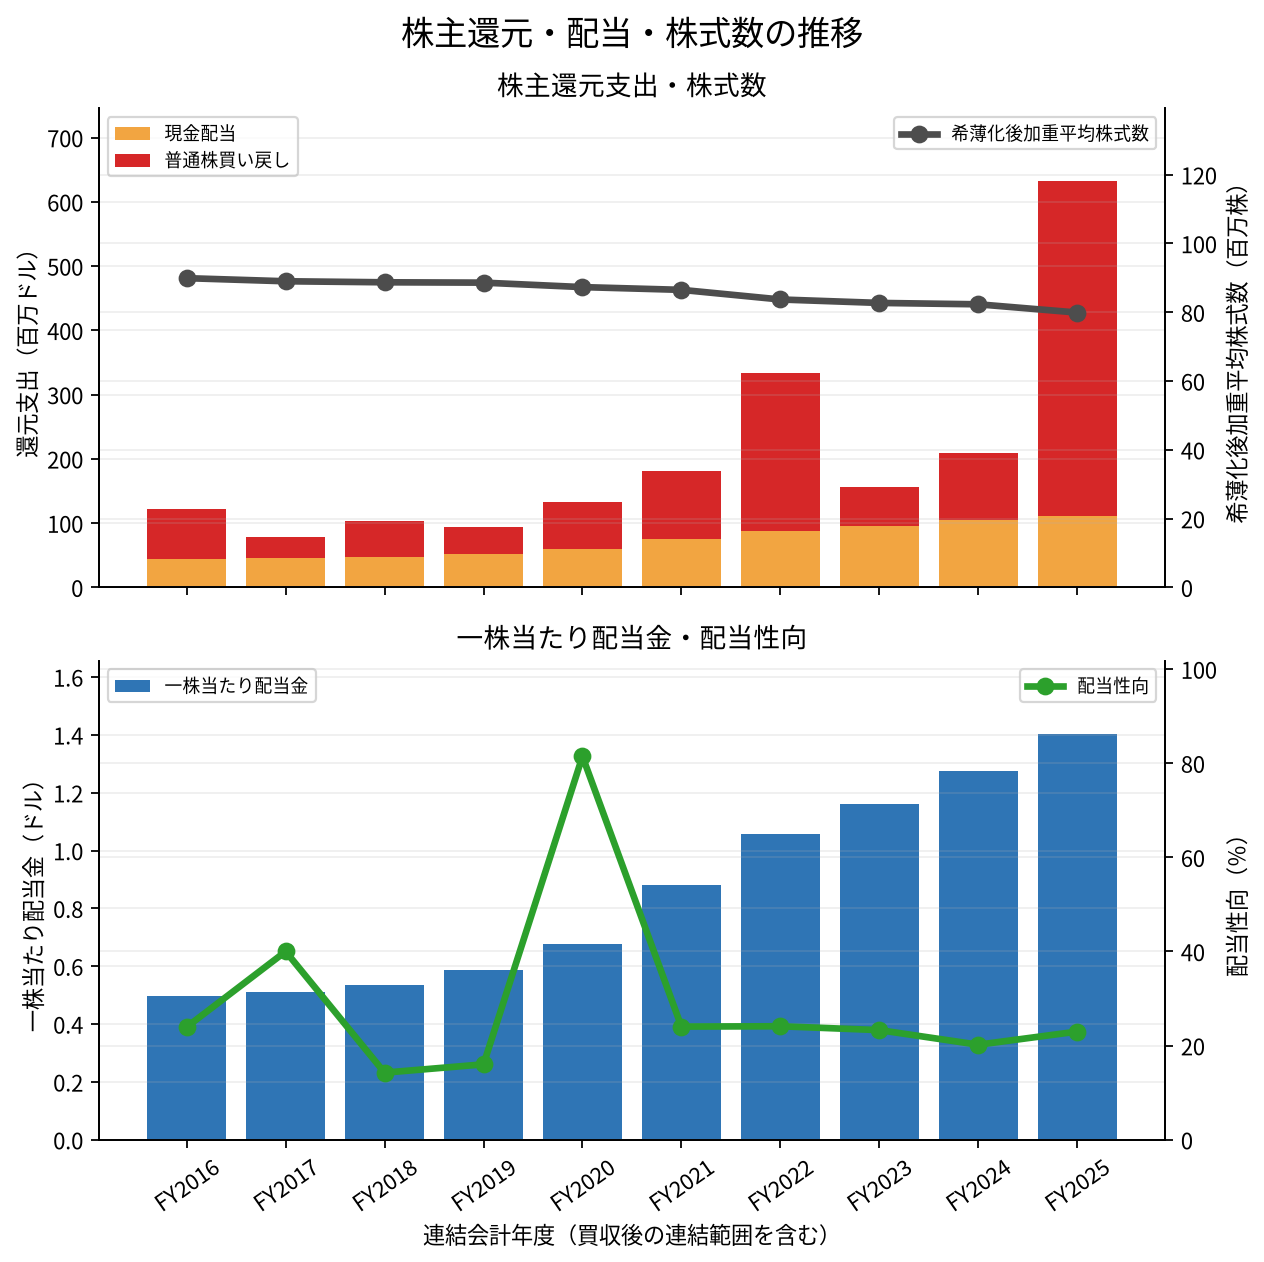 株主還元・配当・株式数の推移
株主還元支出・株式数
現金配当
普通株買い戻し
希薄化後加重平均株式数
還元支出（百万ドル）
700
600
500
400
300
200
100
0
120
100
80
60
40
20
0
希薄化後加重平均株式数（百万株）
一株当たり配当金・配当性向
一株当たり配当金
配当性向
一株当たり配当金（ドル）
1.6
1.4
1.2
1.0
0.8
0.6
0.4
0.2
0.0
100
80
60
40
20
0
配当性向（%）
FY2016
FY2017
FY2018
FY2019
FY2020
FY2021
FY2022
FY2023
FY2024
FY2025
連結会計年度（買収後の連結範囲を含む）